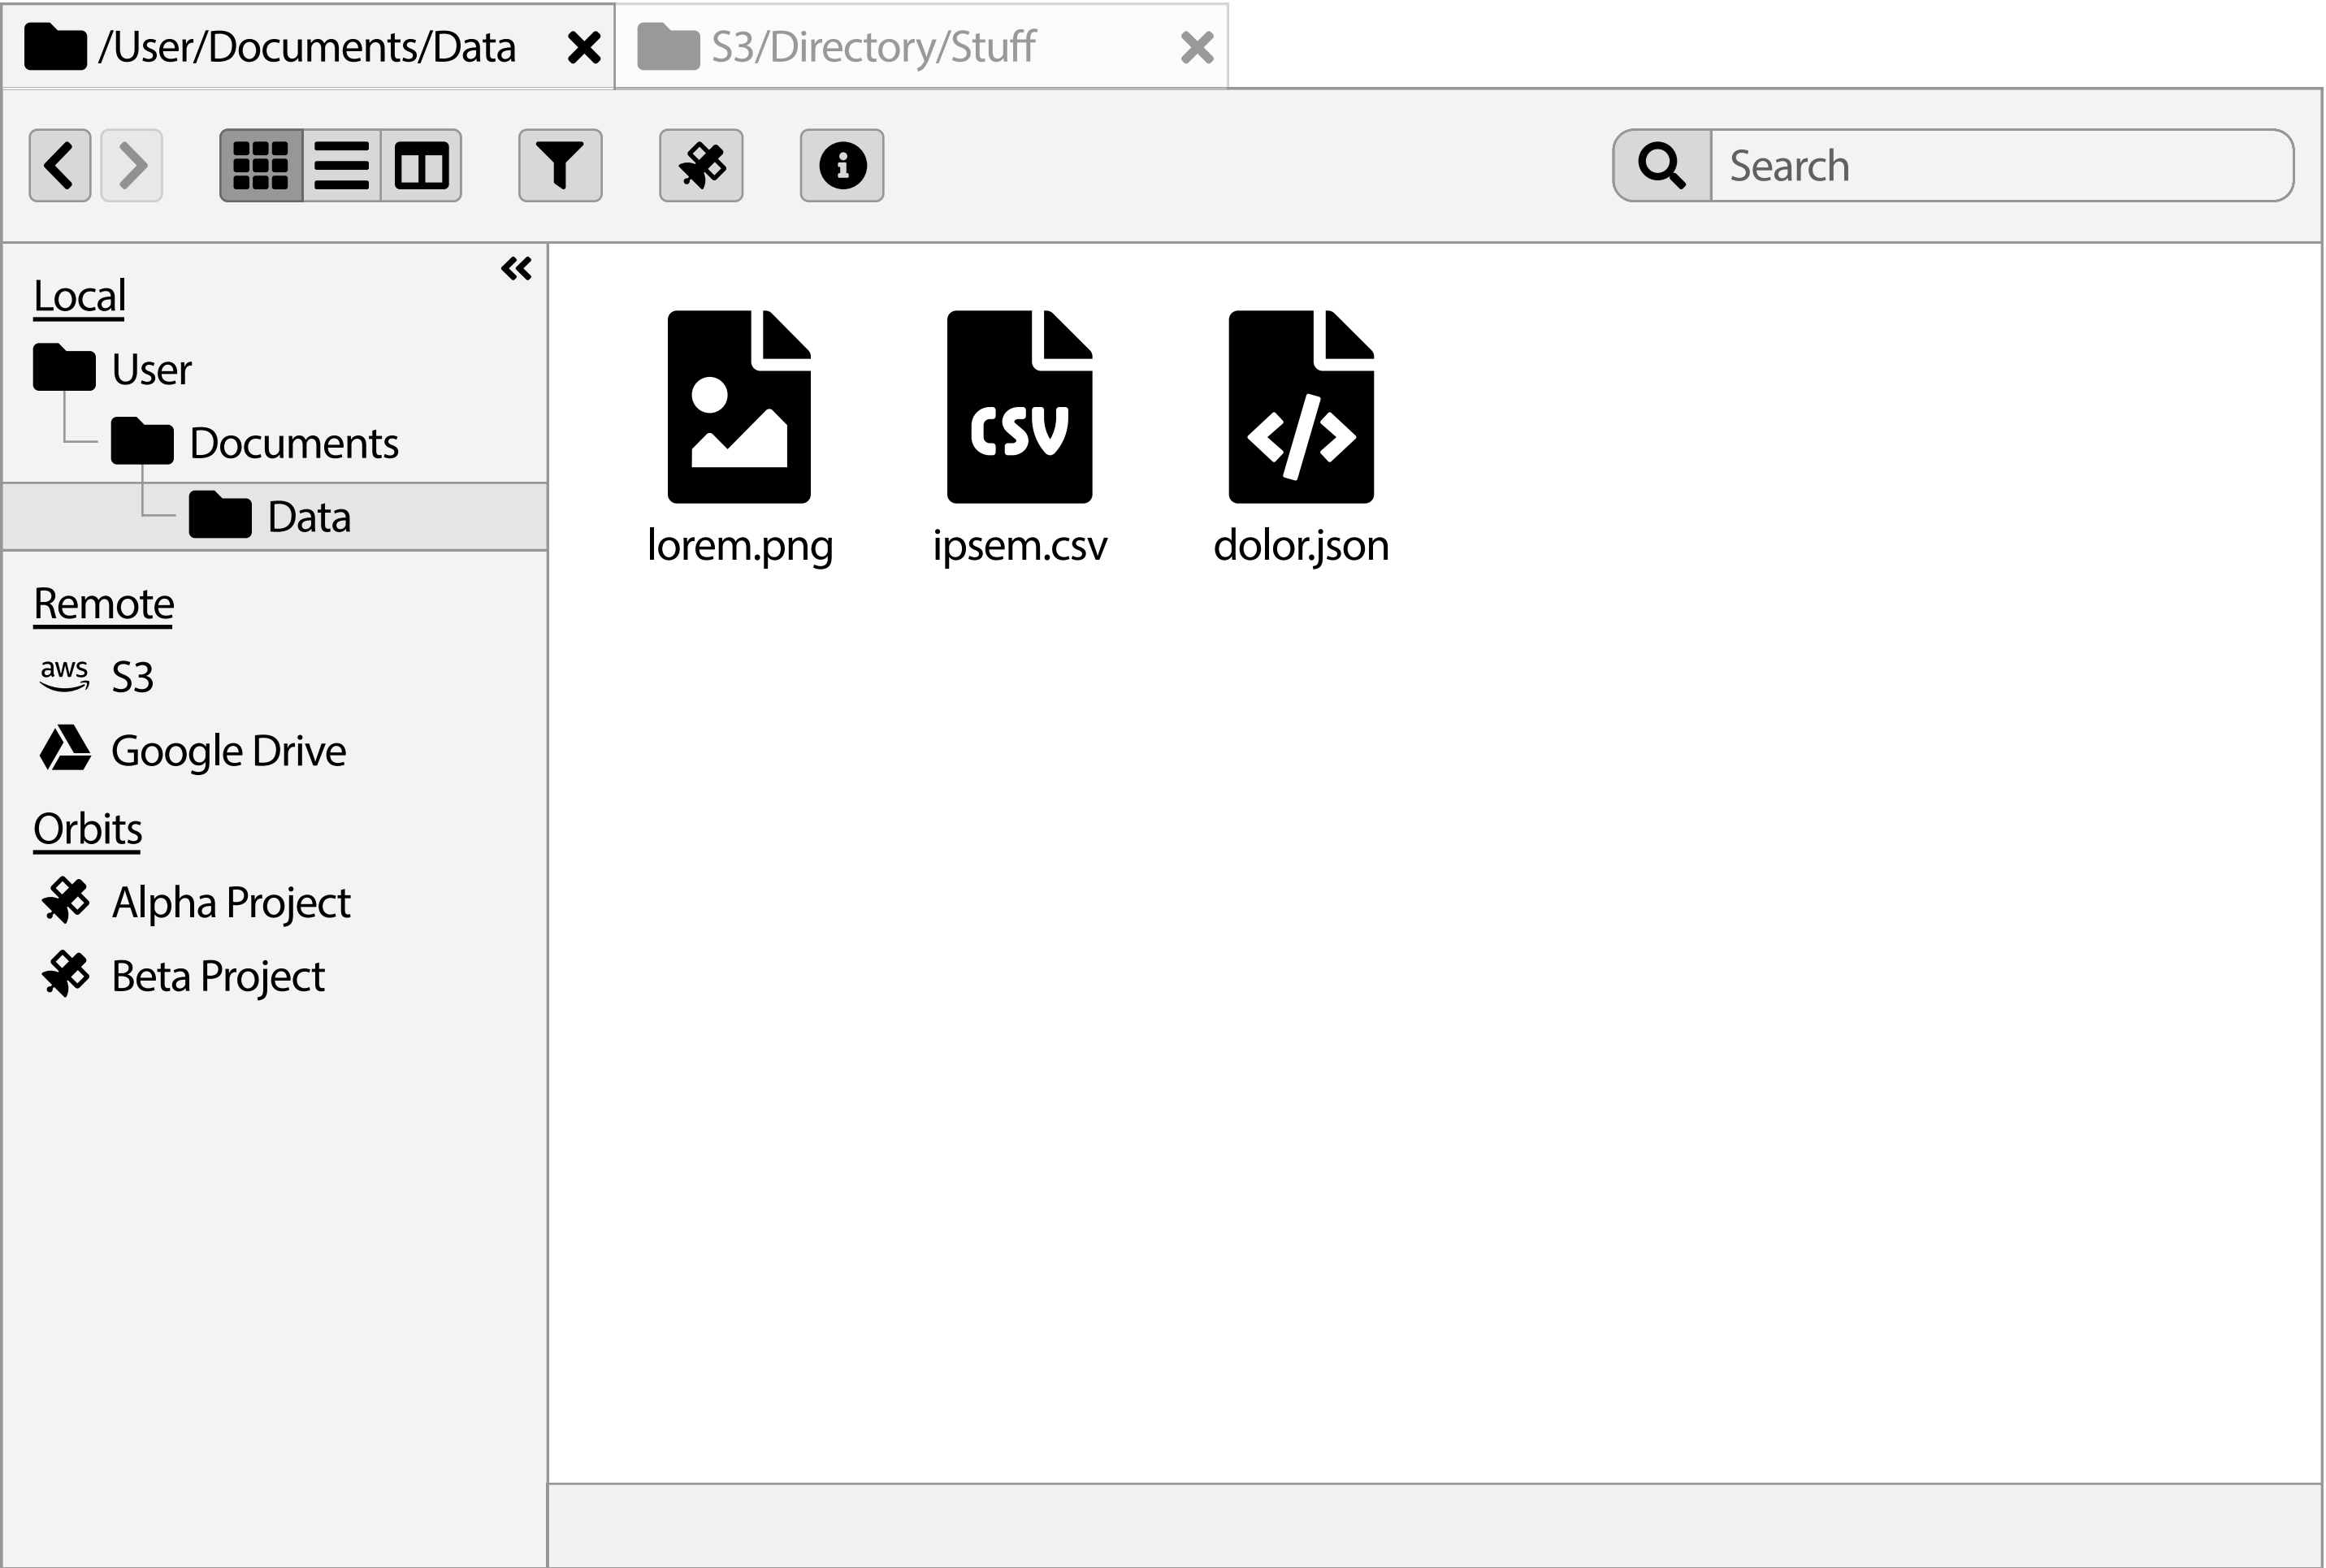 /User/Documents/Data
S3/Directory/Stuff
Search
Local
User
Documents
Data
Remote
aws S3
Google Drive
Orbits
Alpha Project
Beta Project
csv
lorem.png
ipsem.csv
dolor.json